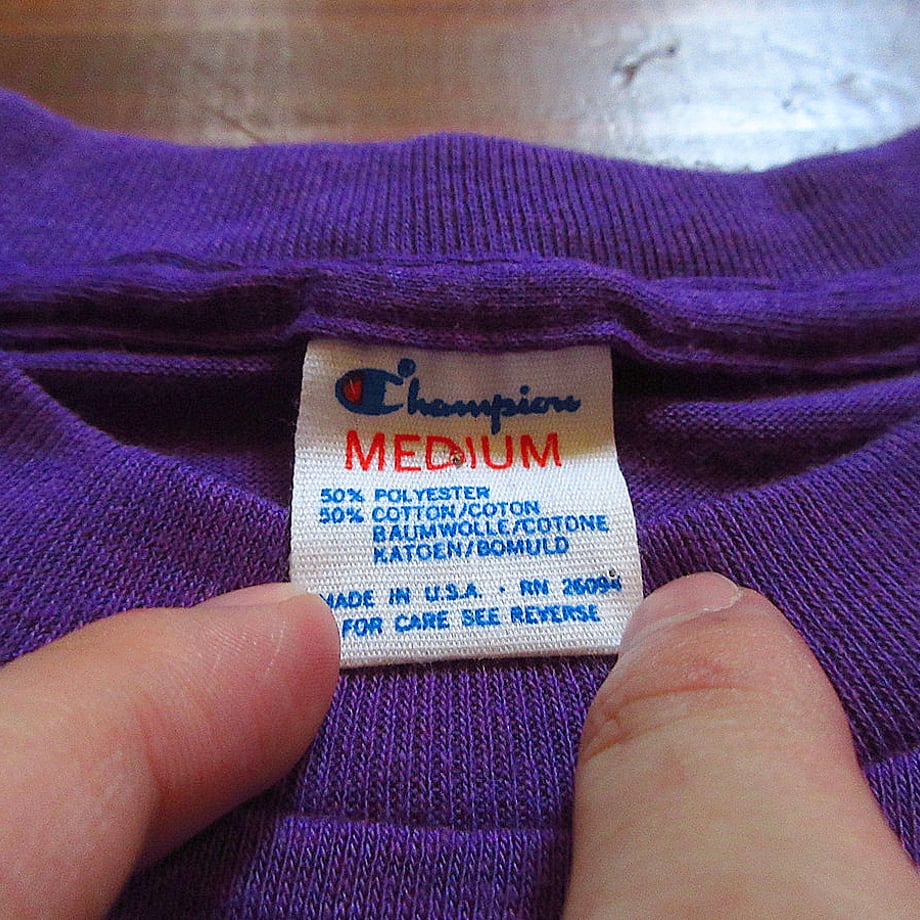 Champion
MEDIUM
50% POLYESTER
50% COTTON/COTON
BAUMWOLLE/COTONE
KATOEN/BOMULD
MADE IN U.S.A. · RN 26094
FOR CARE SEE REVERSE